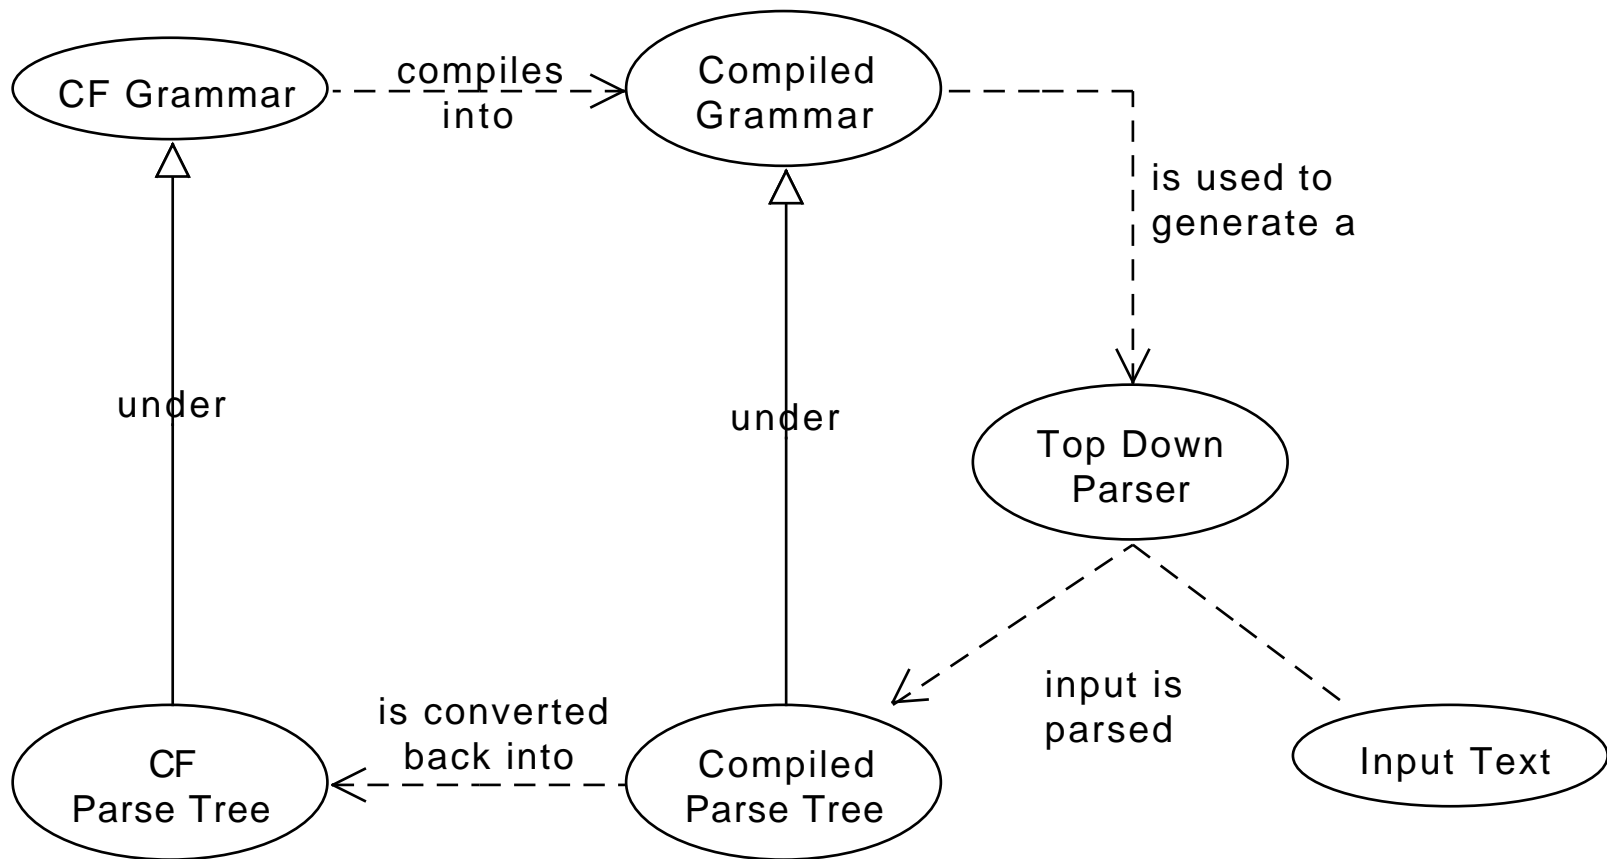 CF Grammar
compiles
into
Compiled
Grammar
is used to
generate a
under
under
Top Down
Parser
is converted
back into
input is
parsed
CF
Parse Tree
Compiled
Parse Tree
Input Text